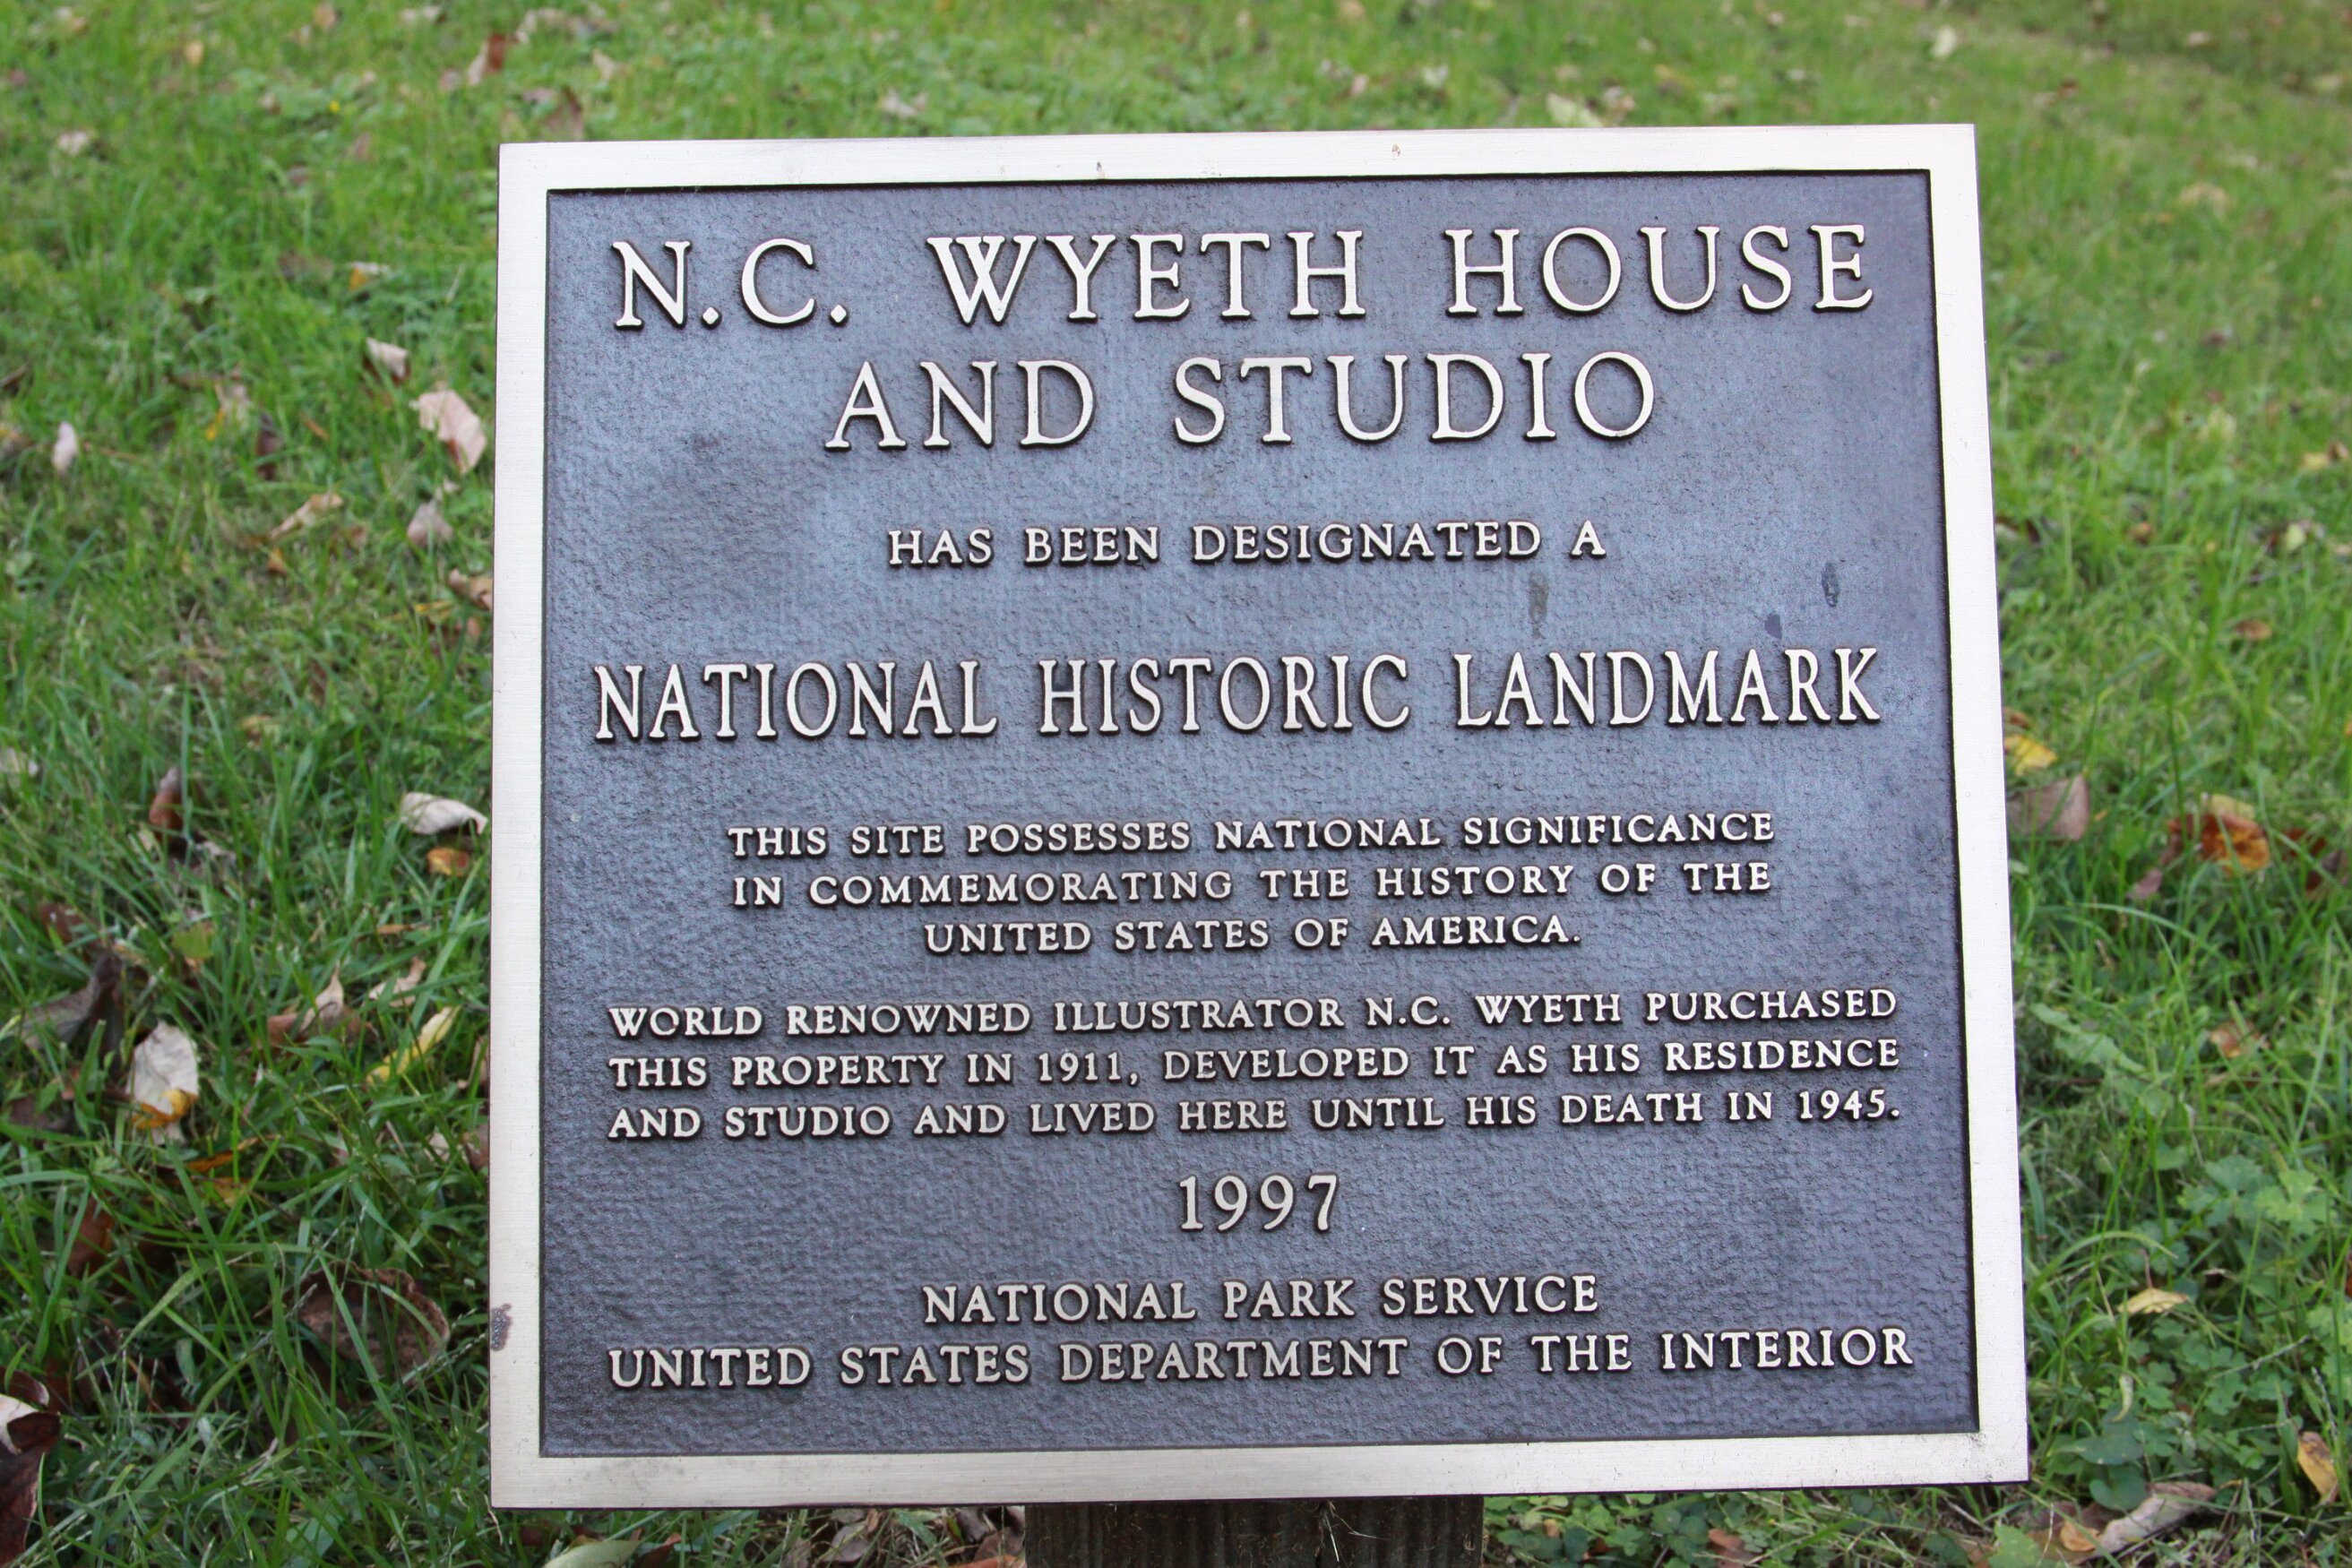 N.C. WYETH HOUSE
AND STUDIO
HAS BEEN DESIGNATED A
NATIONAL HISTORIC LANDMARK
THIS SITE POSSESSES NATIONAL SIGNIFICANCE
IN COMMEMORATING THE HISTORY OF THE
UNITED STATES OF AMERICA.
WORLD RENOWNED ILLUSTRATOR N.C. WYETH PURCHASED
THIS PROPERTY IN 1911, DEVELOPED IT AS HIS RESIDENCE
AND STUDIO AND LIVED HERE UNTIL HIS DEATH IN 1945.
1997
NATIONAL PARK SERVICE
UNITED STATES DEPARTMENT OF THE INTERIOR